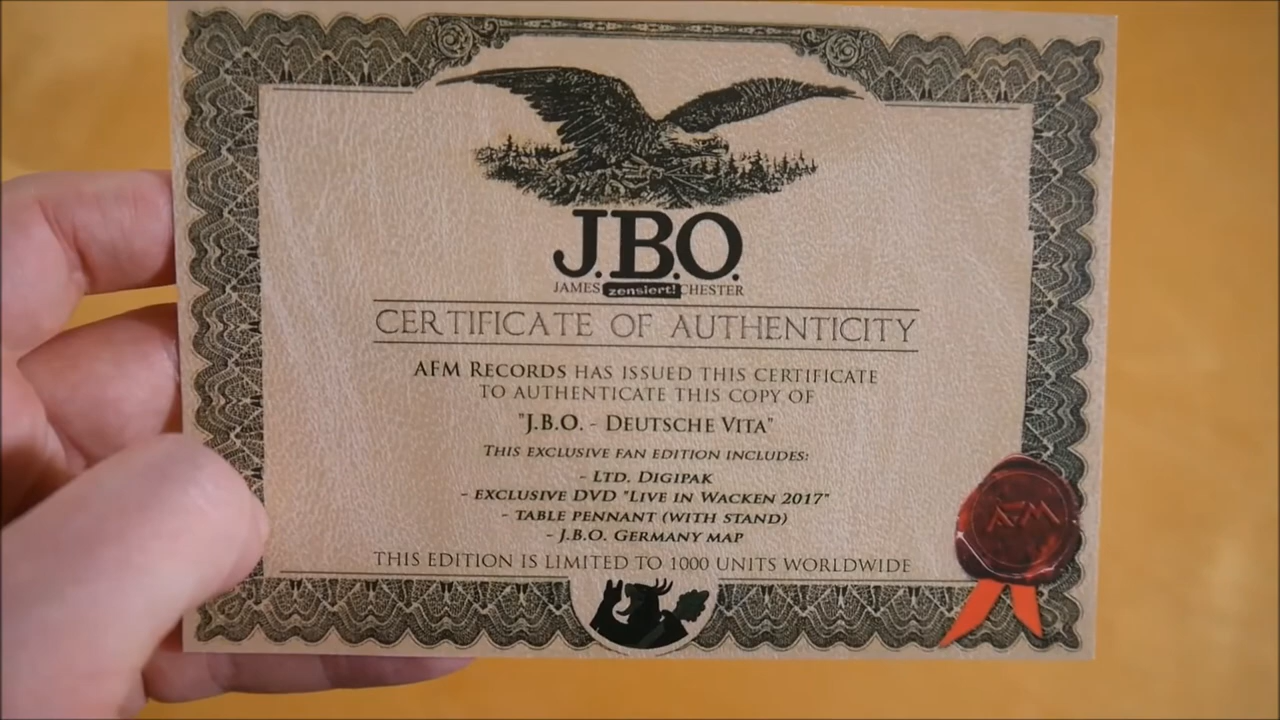 J.B.O.
JAMES zensiert! CHESTER
CERTIFICATE OF AUTHENTICITY
AFM RECORDS HAS ISSUED THIS CERTIFICATE
TO AUTHENTICATE THIS COPY OF
"J.B.O. - DEUTSCHE VITA"
THIS EXCLUSIVE FAN EDITION INCLUDES:
- LTD. DIGIPAK
- EXCLUSIVE DVD "LIVE IN WACKEN 2017"
- TABLE PENNANT (WITH STAND)
- J.B.O. GERMANY MAP
THIS EDITION IS LIMITED TO 1000 UNITS WORLDWIDE
AFM